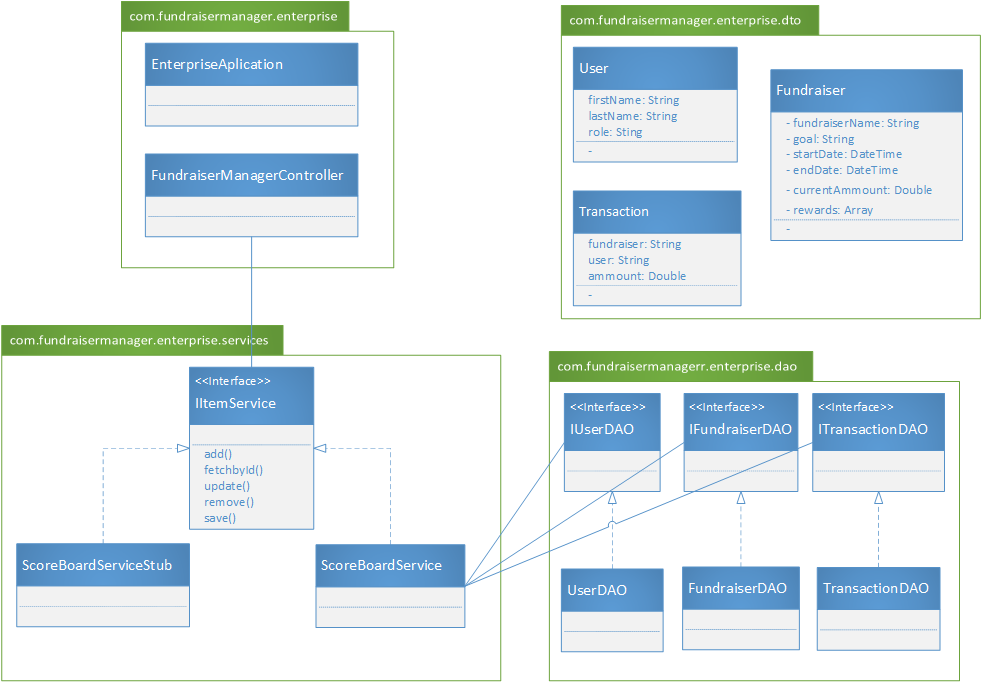 com.fundraisermanager.enterprise
EnterpriseAplication
FundraiserManagerController
com.fundraisermanager.enterprise.dto
User
firstName: String
lastName: String
role: Sting
-
Fundraiser
- fundraiserName: String
- goal: String
- startDate: DateTime
- endDate: DateTime
- currentAmmount: Double
- rewards: Array
-
Transaction
fundraiser: String
user: String
ammount: Double
-
com.fundraisermanager.enterprise.services
<<Interface>>
IItemService
add()
fetchbyId()
update()
remove()
save()
ScoreBoardServiceStub
ScoreBoardService
com.fundraisermanagerr.enterprise.dao
<<Interface>>
IUserDAO
<<Interface>>
IFundraiserDAO
<<Interface>>
ITransactionDAO
UserDAO
FundraiserDAO
TransactionDAO